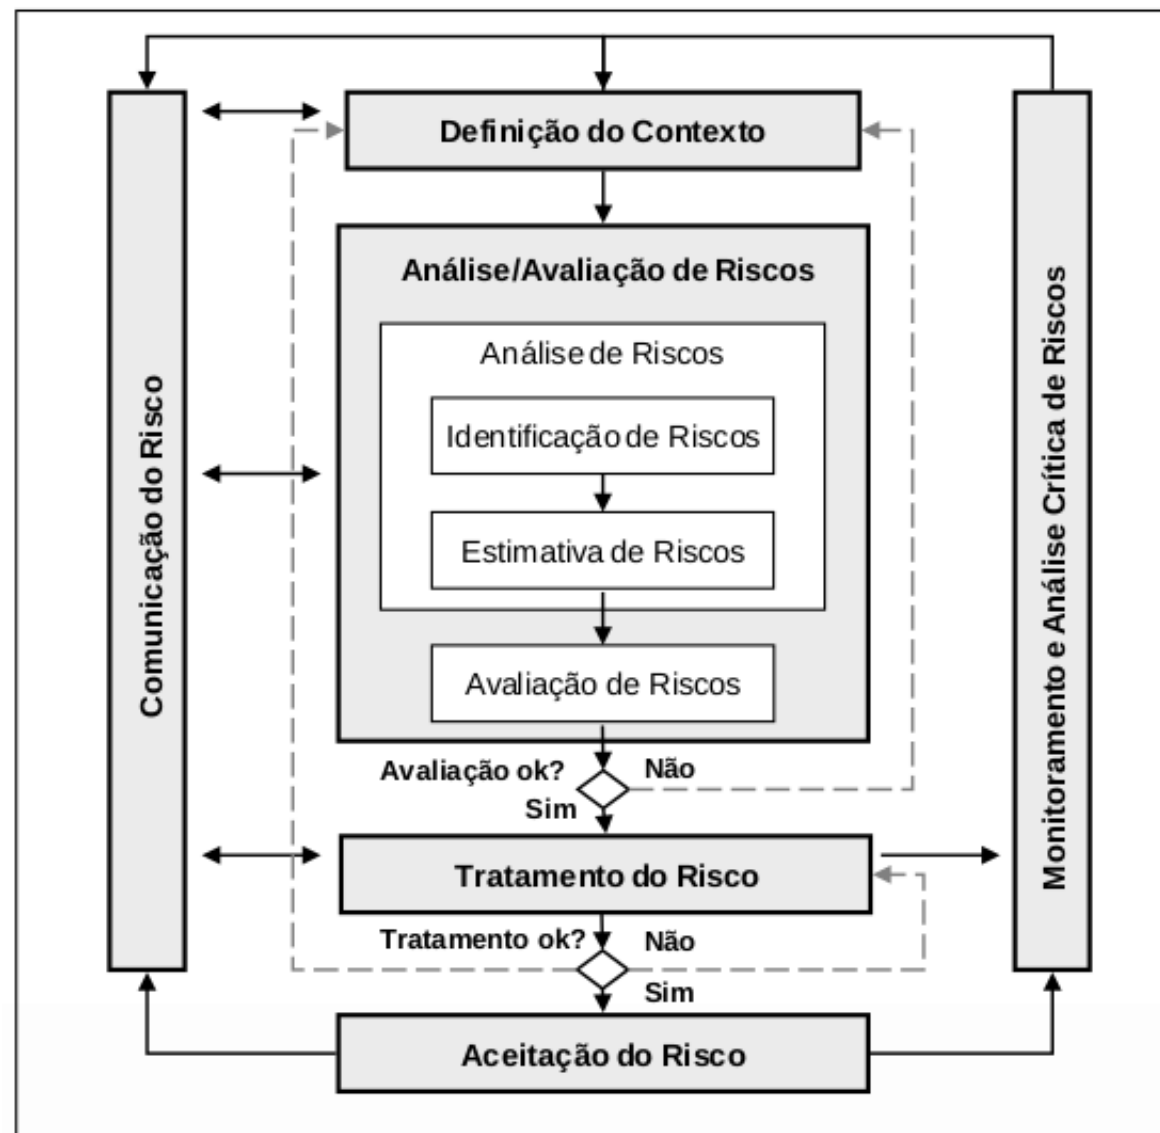 Definição do Contexto
Análise/Avaliação de Riscos
Análise de Riscos
Identificação de Riscos
Estimativa de Riscos
Avaliação de Riscos
Avaliação ok?
Não
Sim
Tratamento do Risco
Tratamento ok?
Não
Sim
Aceitação do Risco
Comunicação do Risco
Monitoramento e Análise Crítica de Riscos